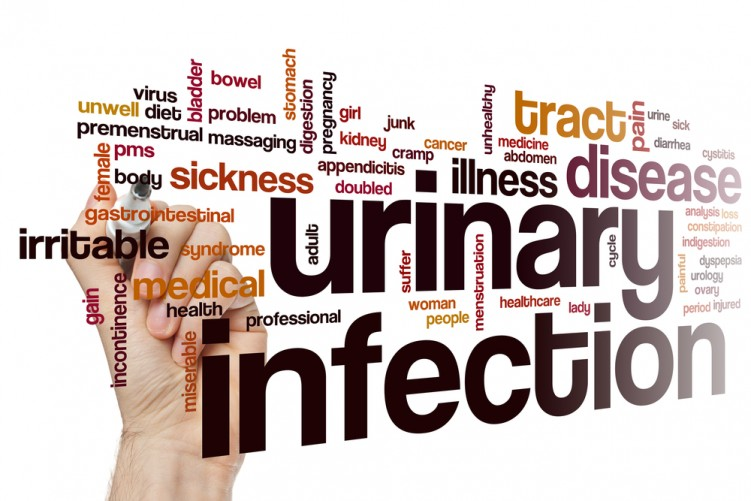 virus
bladder
bowel
stomach
unwell diet
problem
digestion
pregnancy
girl
junk
unhealthy
tract
pain
urine
sick
premenstrual massaging
kidney
cancer
medicine
diarrhea
female
pms
appendicitis
cramp
abdomen
cystitis
body
sickness
doubled
illness
disease
gastrointestinal
urinary
analysis loss
constipation
irritable
syndrome
adult
cycle
indigestion
painful
dyspepsia
medical
suffer
menstruation
urology
ovary
gain
incontinence
health
professional
woman
people
healthcare
lady
period injured
miserable
infection